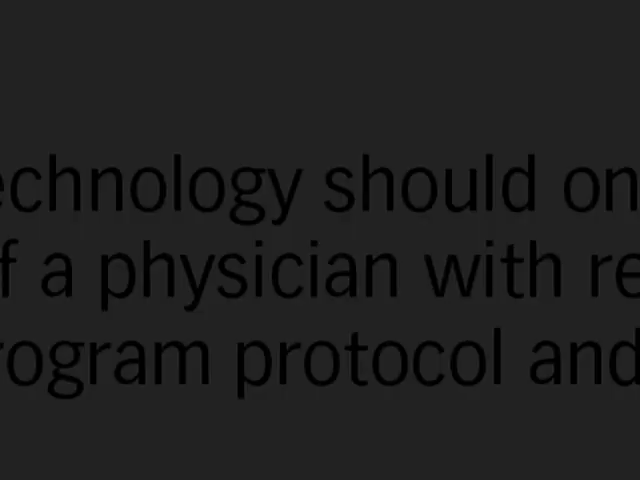 echnology should on
f a physician with re
rogram protocol and